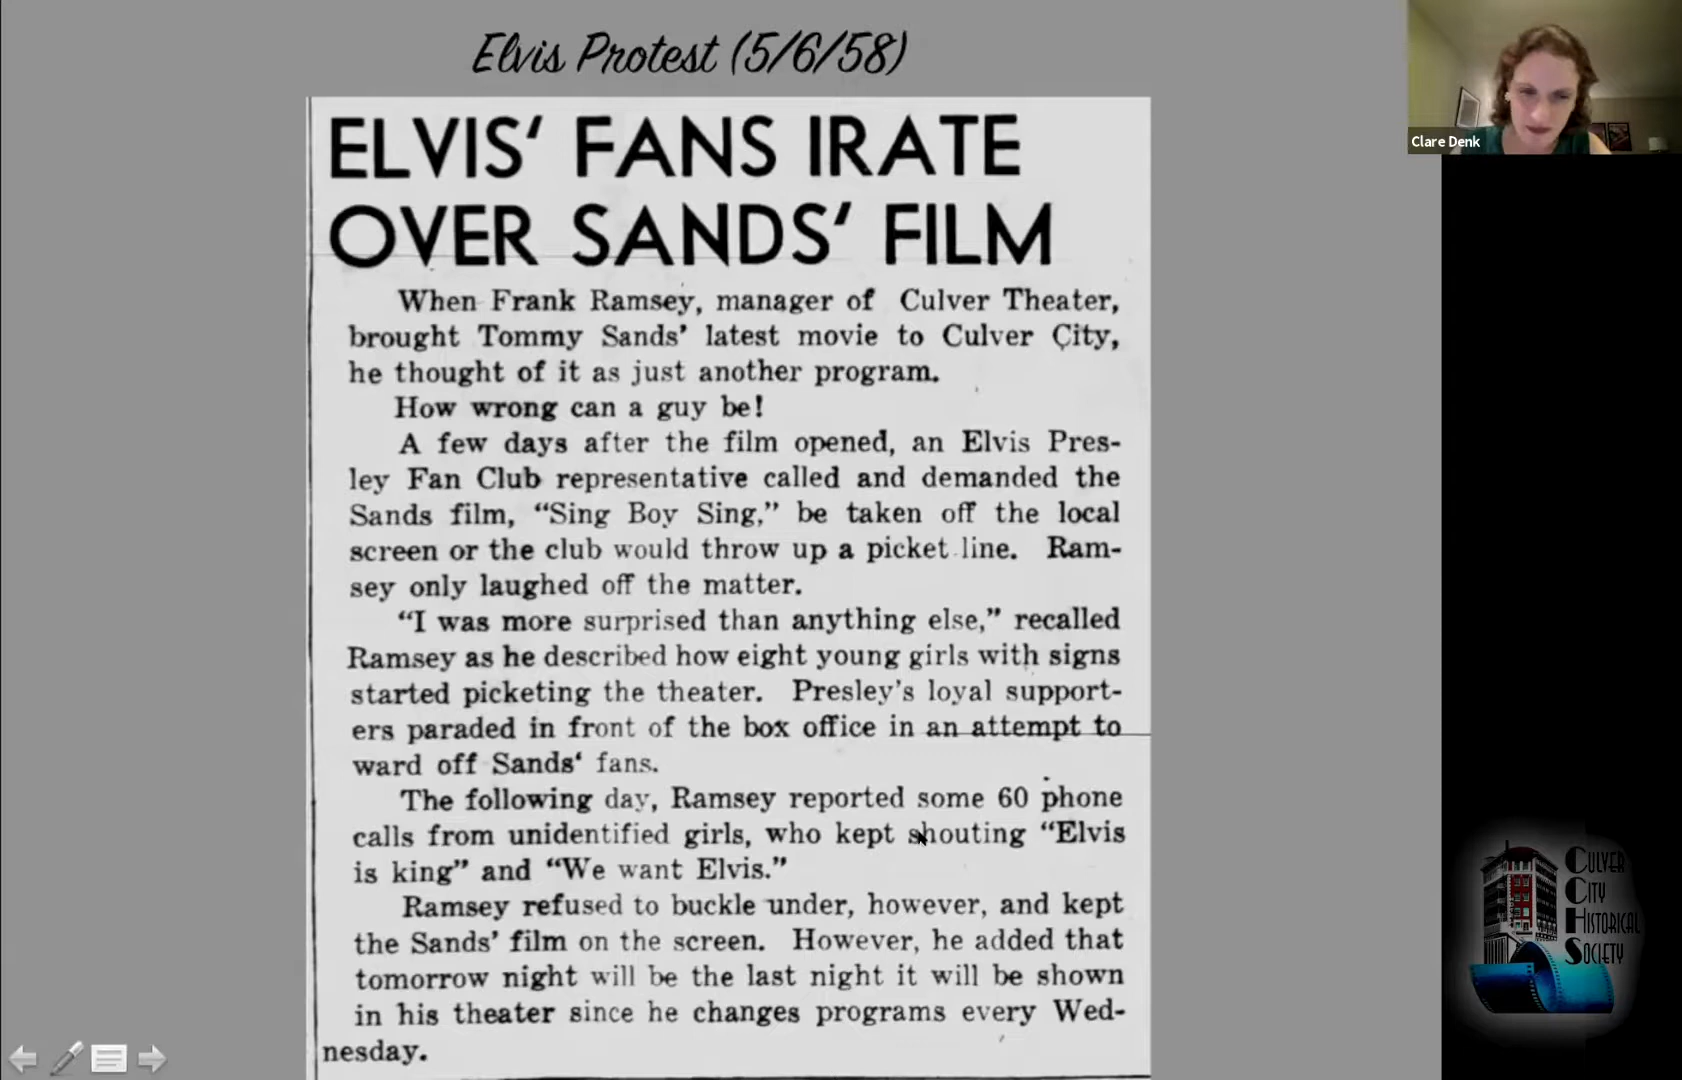 Elvis Protest (5/6/58)
Clare Denk
ELVIS' FANS IRATE
OVER SANDS' FILM
When Frank Ramsey, manager of Culver Theater,
brought Tommy Sands' latest movie to Culver City,
he thought of it as just another program.
How wrong can a guy be!
A few days after the film opened, an Elvis Pres-
ley Fan Club representative called and demanded the
Sands film, “Sing Boy Sing,” be taken off the local
screen or the club would throw up a picket line. Ram-
sey only laughed off the matter.
“I was more surprised than anything else,” recalled
Ramsey as he described how eight young girls with signs
started picketing the theater. Presley's loyal support-
ers paraded in front of the box office in an attempt to
ward off Sands' fans.
The following day, Ramsey reported some 60 phone
calls from unidentified girls, who kept shouting “Elvis
is king” and “We want Elvis.”
Ramsey refused to buckle under, however, and kept
the Sands' film on the screen. However, he added that
tomorrow night will be the last night it will be shown
in his theater since he changes programs every Wed-
nesday.
CULVER
CITY
HISTORICAL
SOCIETY